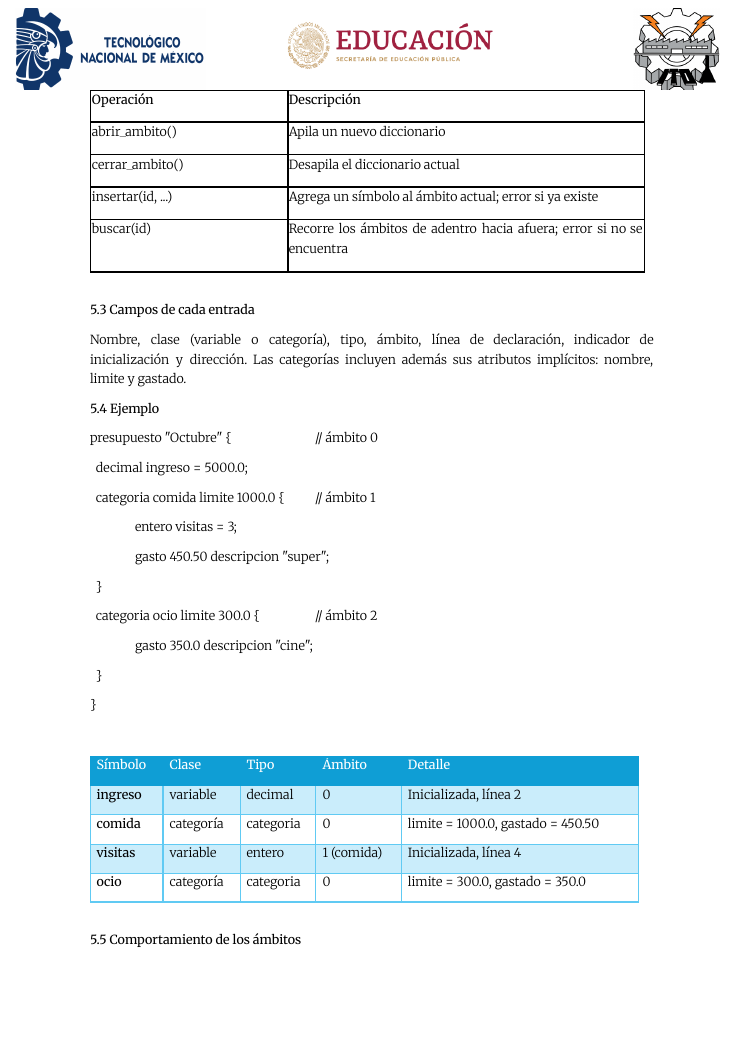 TECNOLÓGICO
NACIONAL DE MÉXICO
EDUCACIÓN
SECRETARÍA DE EDUCACIÓN PÚBLICA
ITO
Operación Descripción
abrir_ambito() Apila un nuevo diccionario
cerrar_ambito() Desapila el diccionario actual
insertar(id, ...) Agrega un símbolo al ámbito actual; error si ya existe
buscar(id) Recorre los ámbitos de adentro hacia afuera; error si no se
encuentra
5.3 Campos de cada entrada
Nombre, clase (variable o categoría), tipo, ámbito, línea de declaración, indicador de
inicialización y dirección. Las categorías incluyen además sus atributos implícitos: nombre,
limite y gastado.
5.4 Ejemplo
presupuesto "Octubre" { // ámbito 0
decimal ingreso = 5000.0;
categoria comida limite 1000.0 { // ámbito 1
entero visitas = 3;
gasto 450.50 descripcion "super";
}
categoria ocio limite 300.0 { // ámbito 2
gasto 350.0 descripcion "cine";
}
}
Símbolo Clase Tipo Ámbito Detalle
ingreso variable decimal 0 Inicializada, línea 2
comida categoría categoria 0 limite = 1000.0, gastado = 450.50
visitas variable entero 1 (comida) Inicializada, línea 4
ocio categoría categoria 0 limite = 300.0, gastado = 350.0
5.5 Comportamiento de los ámbitos